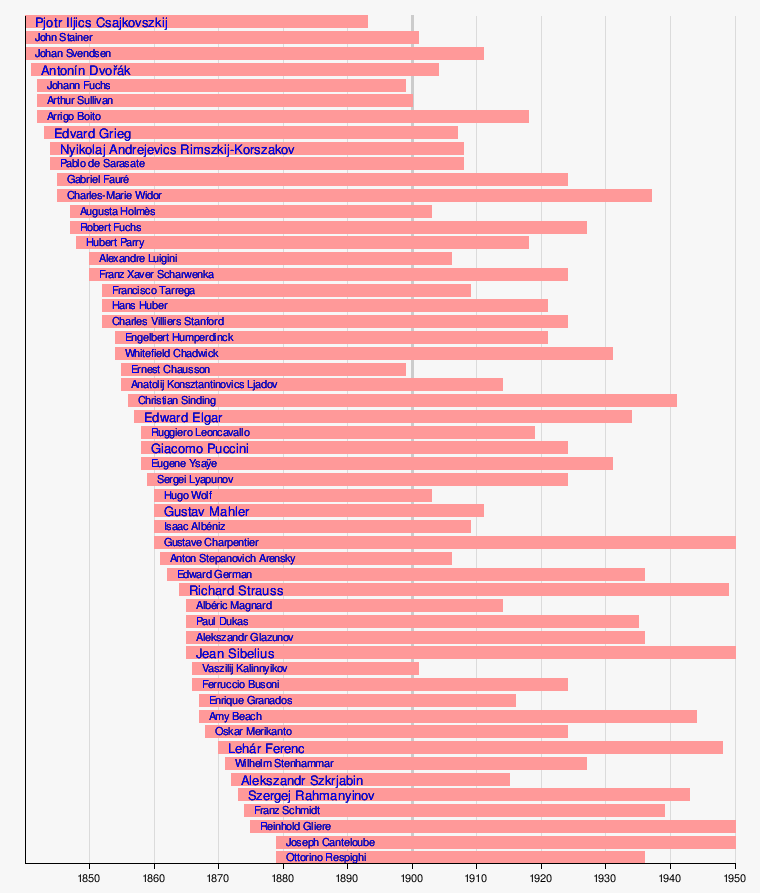 Pjotr Iljics Csajkovszkij
John Stainer
Johan Svendsen
Antonín Dvořák
Johann Fuchs
Arthur Sullivan
Arrigo Boito
Edvard Grieg
Nyikolaj Andrejevics Rimszkij-Korszakov
Pablo de Sarasate
Gabriel Fauré
Charles-Marie Widor
Augusta Holmès
Robert Fuchs
Hubert Parry
Alexandre Luigini
Franz Xaver Scharwenka
Francisco Tarrega
Hans Huber
Charles Villiers Stanford
Engelbert Humperdinck
Whitefield Chadwick
Ernest Chausson
Anatolij Konsztantinovics Ljadov
Christian Sinding
Edward Elgar
Ruggiero Leoncavallo
Giacomo Puccini
Eugene Ysaÿe
Sergei Lyapunov
Hugo Wolf
Gustav Mahler
Isaac Albéniz
Gustave Charpentier
Anton Stepanovich Arensky
Edward German
Richard Strauss
Albéric Magnard
Paul Dukas
Alekszandr Glazunov
Jean Sibelius
Vaszilij Kalinnyikov
Ferruccio Busoni
Enrique Granados
Amy Beach
Oskar Merikanto
Lehár Ferenc
Wilhelm Stenhammar
Alekszandr Szkrjabin
Szergej Rahmanyinov
Franz Schmidt
Reinhold Gliere
Joseph Canteloube
Ottorino Respighi
1850 1860 1870 1880 1890 1900 1910 1920 1930 1940 1950